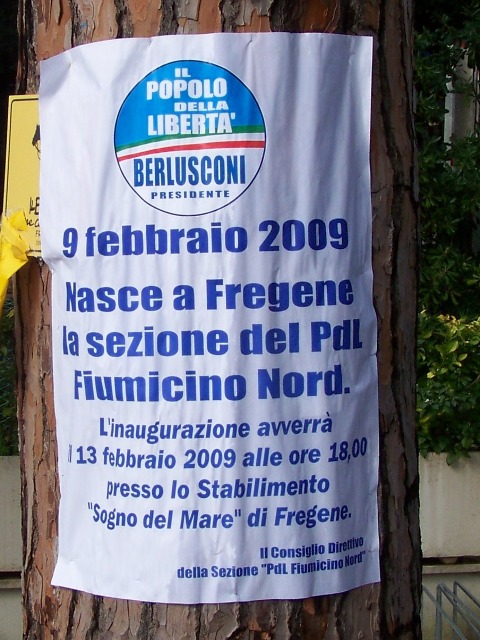 IL
POPOLO
DELLA
LIBERTA'
BERLUSCONI
PRESIDENTE
9 febbraio 2009
Nasce a Fregene
la sezione del PdL
Fiumicino Nord.
L'inaugurazione avverrà
il 13 febbraio 2009 alle ore 18,00
presso lo Stabilimento
"Sogno del Mare" di Fregene.
Il Consiglio Direttivo
della Sezione "PdL Fiumicino Nord"